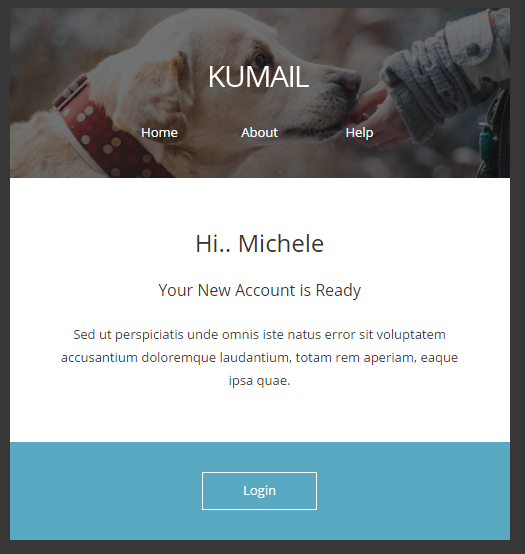 KUMAIL
Home About Help
Hi.. Michele
Your New Account is Ready
Sed ut perspiciatis unde omnis iste natus error sit voluptatem
accusantium doloremque laudantium, totam rem aperiam, eaque
ipsa quae.
Login